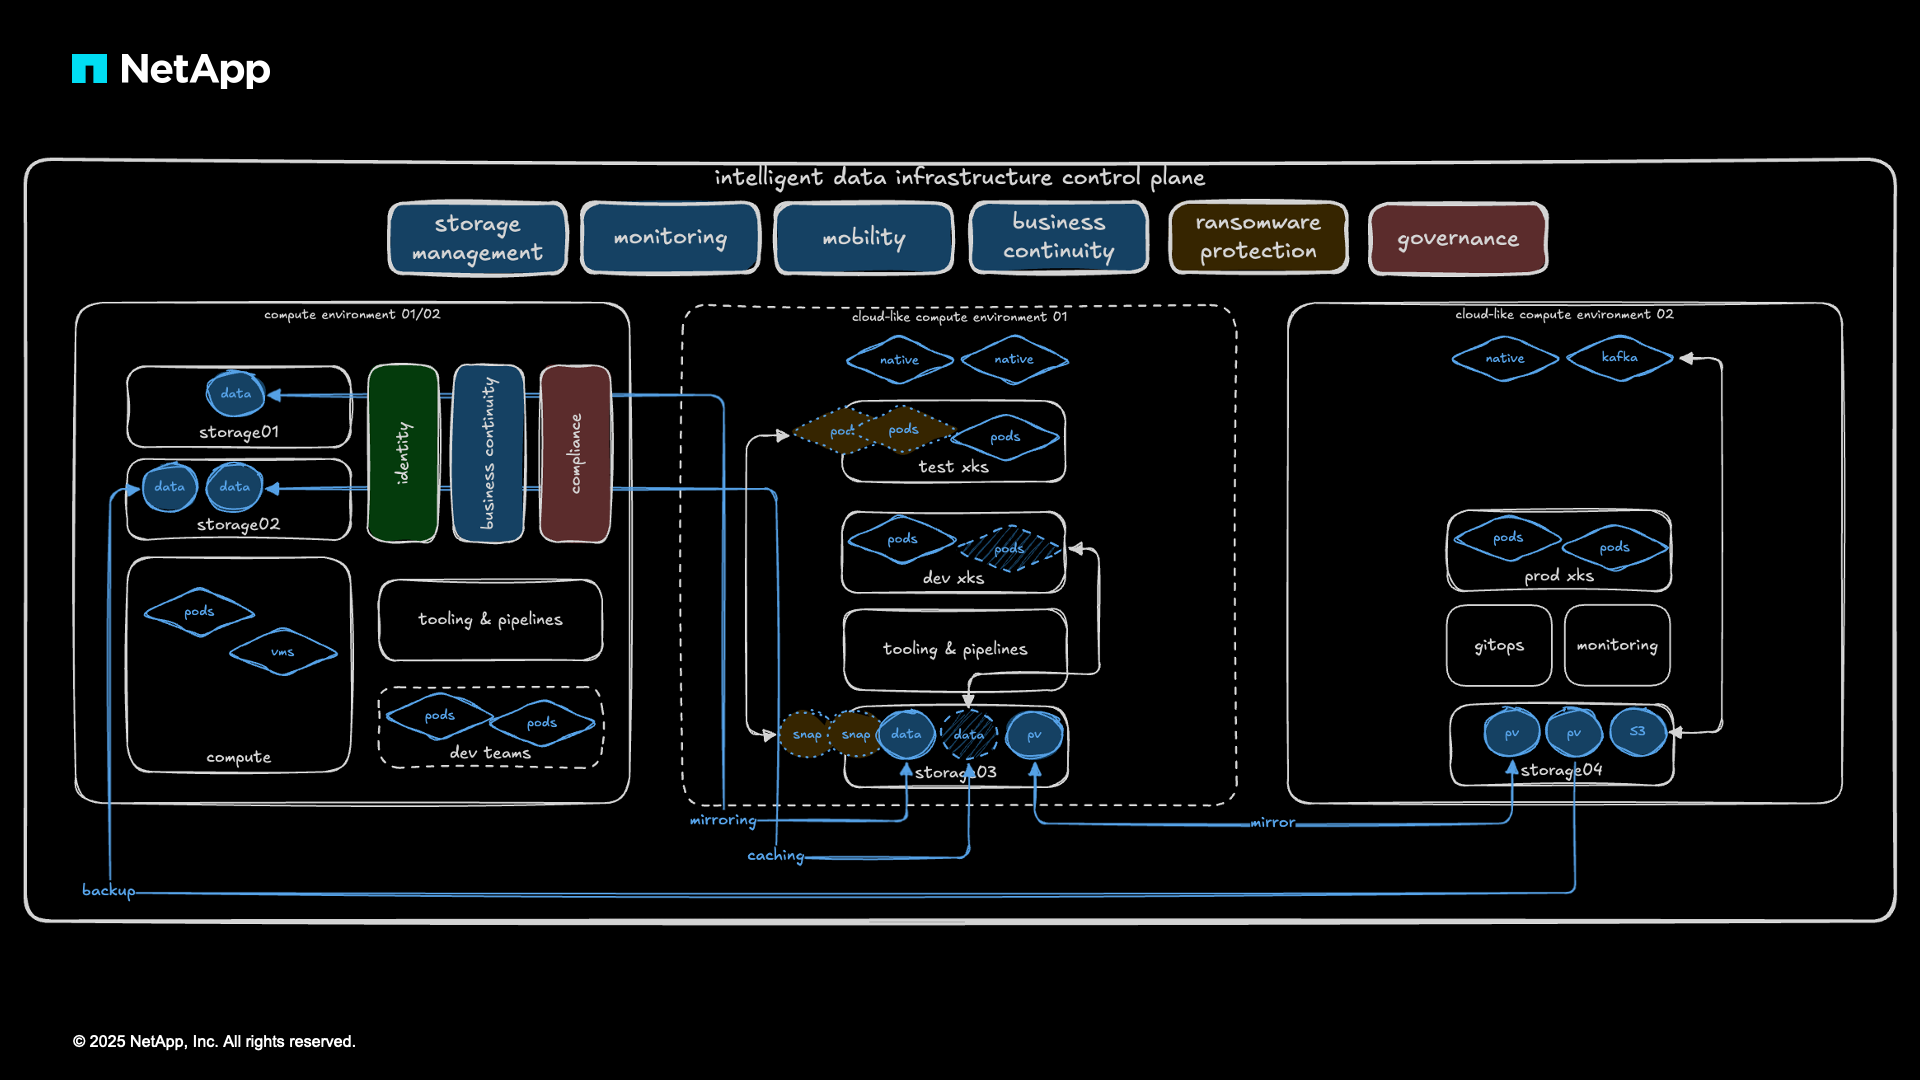 NetApp
intelligent data infrastructure control plane
storage
management
monitoring
mobility
business
continuity
ransomware
protection
governance
compute environment 01/02
data
storage01
data
data
storage02
identity
business continuity
compliance
pods
vms
compute
tooling & pipelines
pods
pods
dev teams
cloud-like compute environment 01
native
native
pods
pods
test xks
pods
pods
dev xks
tooling & pipelines
snap
snap
data
data
pv
storage03
cloud-like compute environment 02
native
kafka
pods
pods
prod xks
gitops
monitoring
pv
pv
S3
storage04
mirroring
mirror
caching
backup
© 2025 NetApp, Inc. All rights reserved.